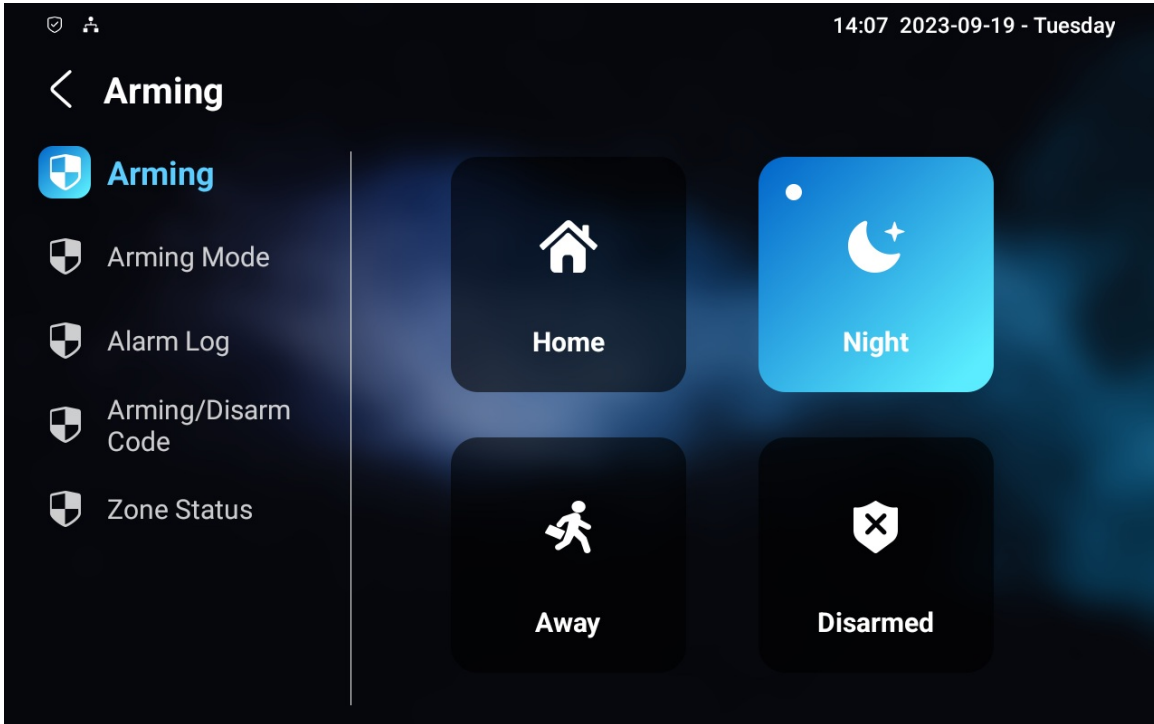 14:07 2023-09-19 - Tuesday
Arming
Arming
Arming Mode
Alarm Log
Arming/Disarm
Code
Zone Status
Home
Night
Away
Disarmed